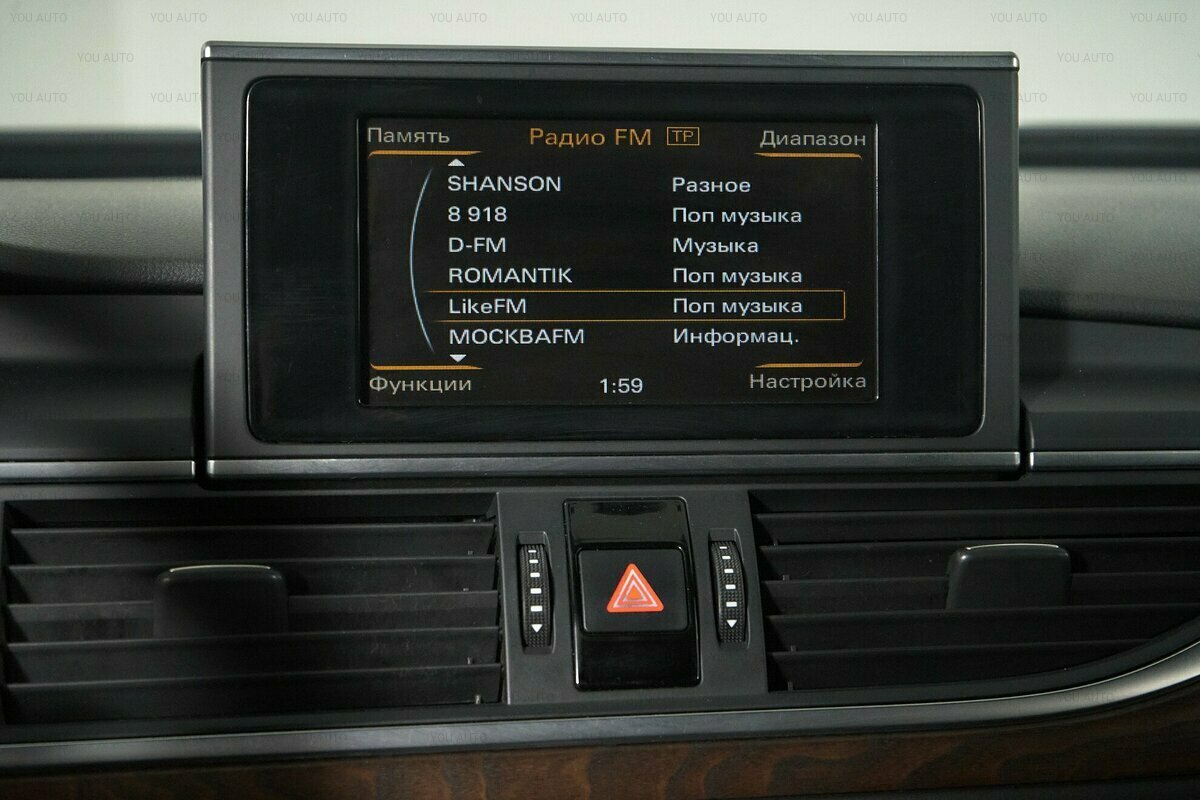 YOU AUTO
Память Радио FM TP Диапазон
SHANSON Разное
8 918 Поп музыка
D-FM Музыка
ROMANTIK Поп музыка
LikeFM Поп музыка
МОСКВАFM Информац.
Функции 1:59 Настройка